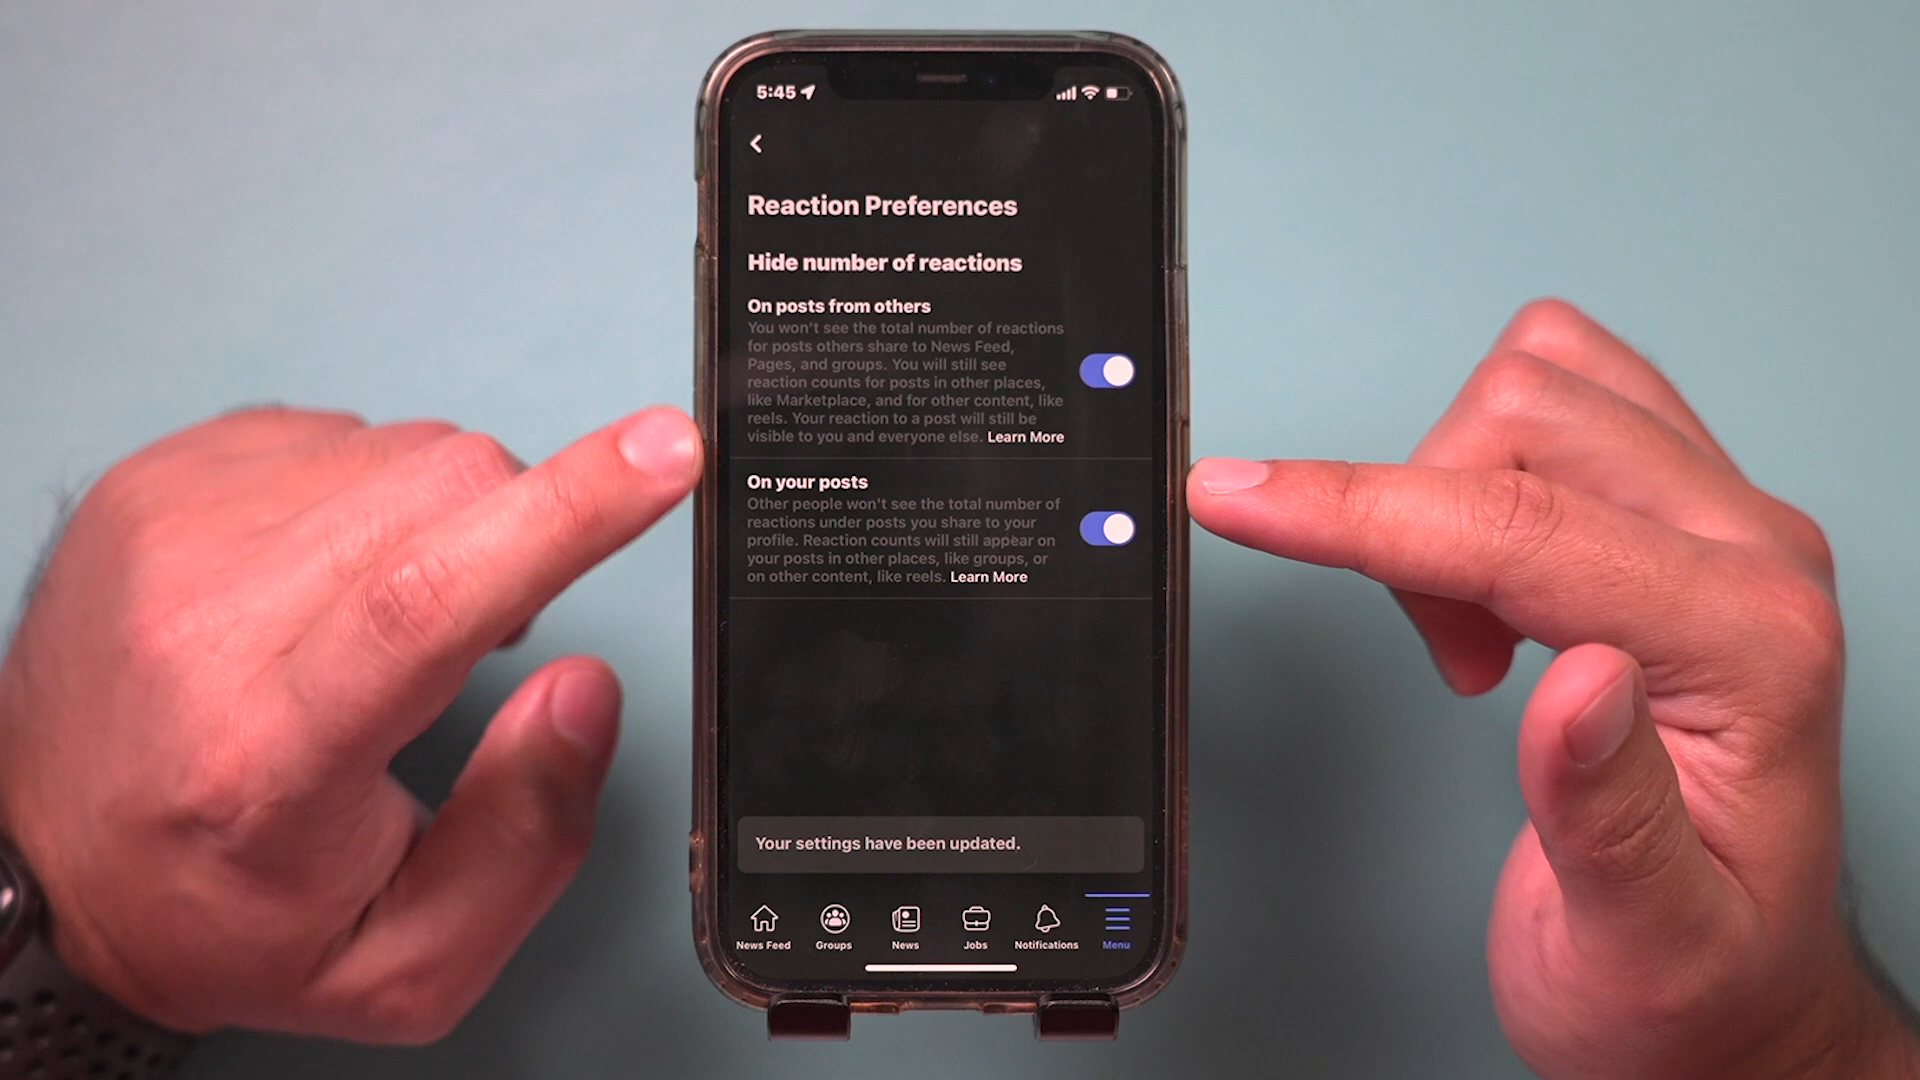 5:45
Reaction Preferences
Hide number of reactions
On posts from others
You won't see the total number of reactions
for posts others share to News Feed,
Pages, and groups. You will still see
reaction counts for posts in other places,
like Marketplace, and for other content, like
reels. Your reaction to a post will still be
visible to you and everyone else. Learn More
On your posts
Other people won't see the total number of
reactions under posts you share to your
profile. Reaction counts will still appear on
your posts in other places, like groups, or
on other content, like reels. Learn More
Your settings have been updated.
News Feed Groups News Jobs Notifications Menu